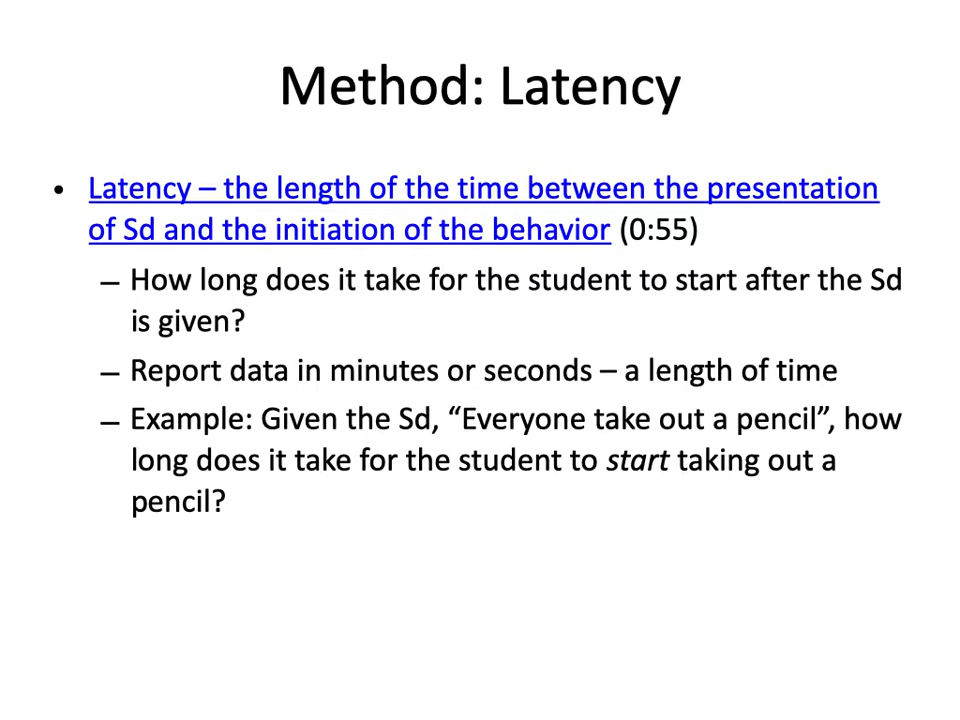 Method: Latency
• Latency – the length of the time between the presentation
of Sd and the initiation of the behavior (0:55)
– How long does it take for the student to start after the Sd
is given?
– Report data in minutes or seconds – a length of time
– Example: Given the Sd, “Everyone take out a pencil”, how
long does it take for the student to start taking out a
pencil?